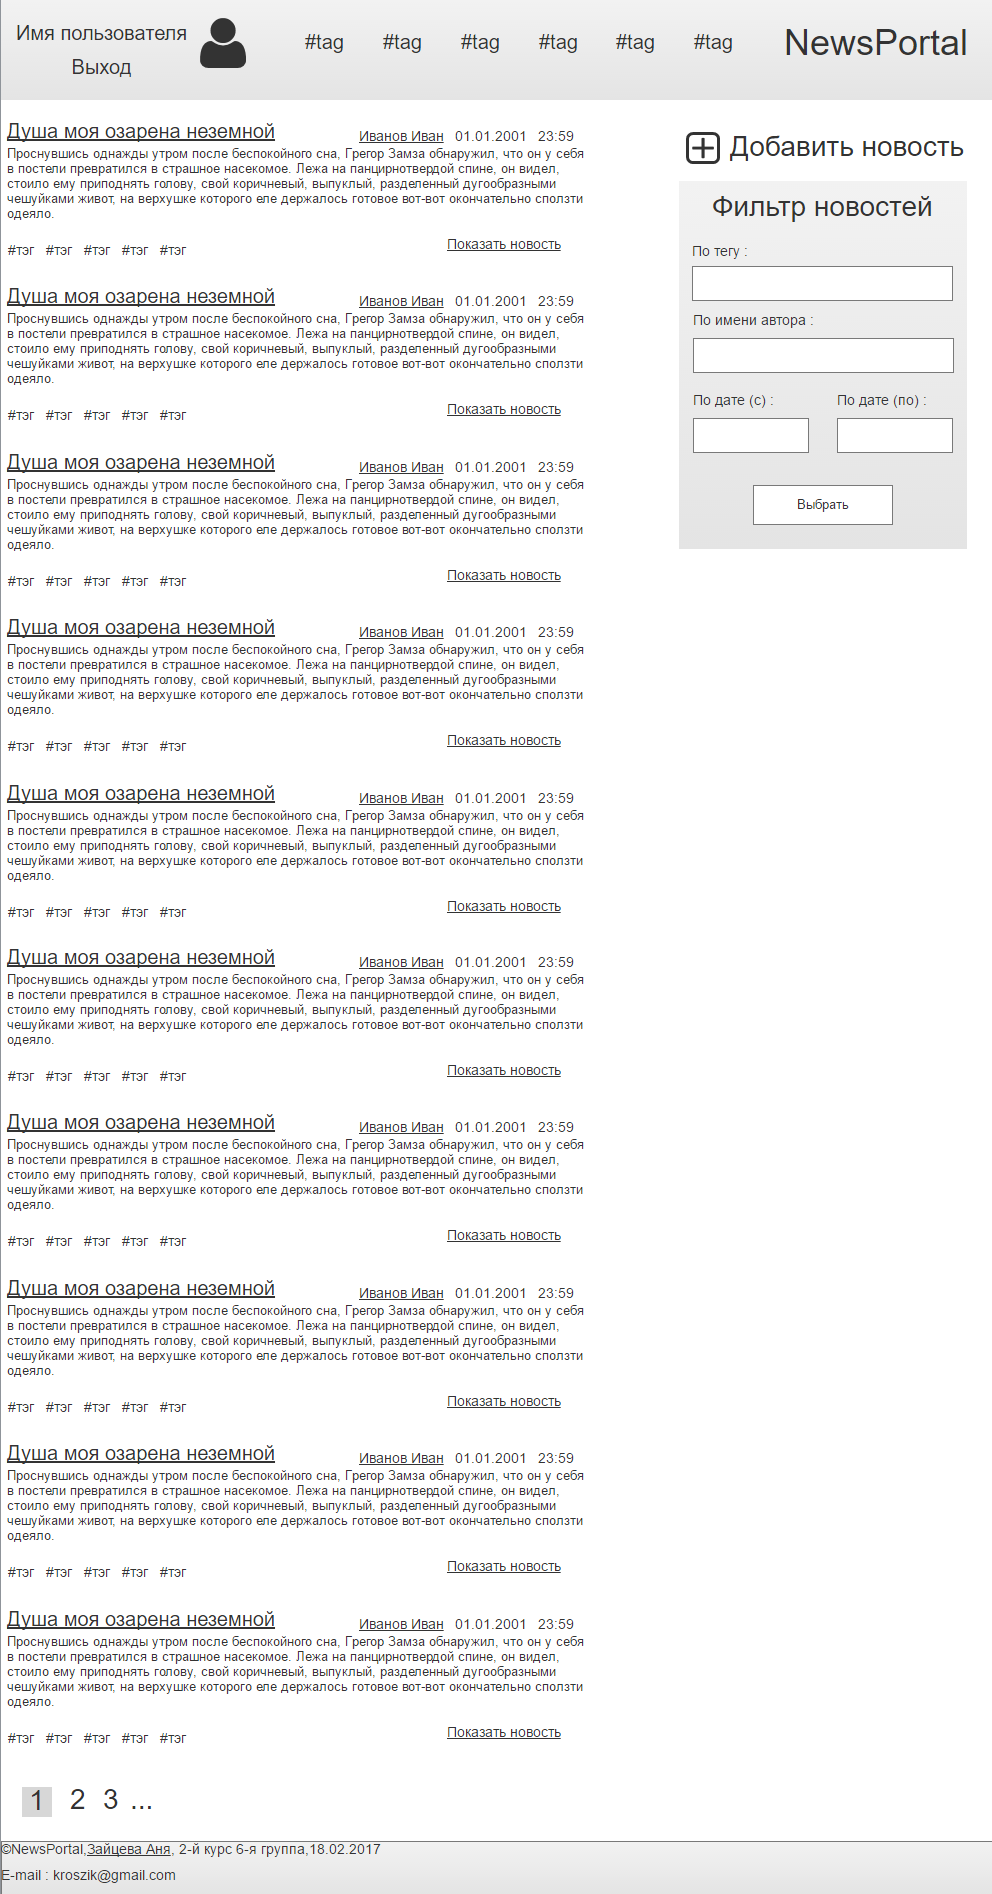 Имя пользователя
Выход
#tag #tag #tag #tag #tag #tag
NewsPortal
Душа моя озарена неземной
Иванов Иван 01.01.2001 23:59
Проснувшись однажды утром после беспокойного сна, Грегор Замза обнаружил, что он у себя
в постели превратился в страшное насекомое. Лежа на панцирнотвердой спине, он видел,
стоило ему приподнять голову, свой коричневый, выпуклый, разделенный дугообразными
чешуйками живот, на верхушке которого еле держалось готовое вот-вот окончательно сползти
одеяло.
#тэг #тэг #тэг #тэг #тэг
Показать новость
Душа моя озарена неземной
Иванов Иван 01.01.2001 23:59
Проснувшись однажды утром после беспокойного сна, Грегор Замза обнаружил, что он у себя
в постели превратился в страшное насекомое. Лежа на панцирнотвердой спине, он видел,
стоило ему приподнять голову, свой коричневый, выпуклый, разделенный дугообразными
чешуйками живот, на верхушке которого еле держалось готовое вот-вот окончательно сползти
одеяло.
#тэг #тэг #тэг #тэг #тэг
Показать новость
Душа моя озарена неземной
Иванов Иван 01.01.2001 23:59
Проснувшись однажды утром после беспокойного сна, Грегор Замза обнаружил, что он у себя
в постели превратился в страшное насекомое. Лежа на панцирнотвердой спине, он видел,
стоило ему приподнять голову, свой коричневый, выпуклый, разделенный дугообразными
чешуйками живот, на верхушке которого еле держалось готовое вот-вот окончательно сползти
одеяло.
#тэг #тэг #тэг #тэг #тэг
Показать новость
Душа моя озарена неземной
Иванов Иван 01.01.2001 23:59
Проснувшись однажды утром после беспокойного сна, Грегор Замза обнаружил, что он у себя
в постели превратился в страшное насекомое. Лежа на панцирнотвердой спине, он видел,
стоило ему приподнять голову, свой коричневый, выпуклый, разделенный дугообразными
чешуйками живот, на верхушке которого еле держалось готовое вот-вот окончательно сползти
одеяло.
#тэг #тэг #тэг #тэг #тэг
Показать новость
Душа моя озарена неземной
Иванов Иван 01.01.2001 23:59
Проснувшись однажды утром после беспокойного сна, Грегор Замза обнаружил, что он у себя
в постели превратился в страшное насекомое. Лежа на панцирнотвердой спине, он видел,
стоило ему приподнять голову, свой коричневый, выпуклый, разделенный дугообразными
чешуйками живот, на верхушке которого еле держалось готовое вот-вот окончательно сползти
одеяло.
#тэг #тэг #тэг #тэг #тэг
Показать новость
Душа моя озарена неземной
Иванов Иван 01.01.2001 23:59
Проснувшись однажды утром после беспокойного сна, Грегор Замза обнаружил, что он у себя
в постели превратился в страшное насекомое. Лежа на панцирнотвердой спине, он видел,
стоило ему приподнять голову, свой коричневый, выпуклый, разделенный дугообразными
чешуйками живот, на верхушке которого еле держалось готовое вот-вот окончательно сползти
одеяло.
#тэг #тэг #тэг #тэг #тэг
Показать новость
Душа моя озарена неземной
Иванов Иван 01.01.2001 23:59
Проснувшись однажды утром после беспокойного сна, Грегор Замза обнаружил, что он у себя
в постели превратился в страшное насекомое. Лежа на панцирнотвердой спине, он видел,
стоило ему приподнять голову, свой коричневый, выпуклый, разделенный дугообразными
чешуйками живот, на верхушке которого еле держалось готовое вот-вот окончательно сползти
одеяло.
#тэг #тэг #тэг #тэг #тэг
Показать новость
Душа моя озарена неземной
Иванов Иван 01.01.2001 23:59
Проснувшись однажды утром после беспокойного сна, Грегор Замза обнаружил, что он у себя
в постели превратился в страшное насекомое. Лежа на панцирнотвердой спине, он видел,
стоило ему приподнять голову, свой коричневый, выпуклый, разделенный дугообразными
чешуйками живот, на верхушке которого еле держалось готовое вот-вот окончательно сползти
одеяло.
#тэг #тэг #тэг #тэг #тэг
Показать новость
Душа моя озарена неземной
Иванов Иван 01.01.2001 23:59
Проснувшись однажды утром после беспокойного сна, Грегор Замза обнаружил, что он у себя
в постели превратился в страшное насекомое. Лежа на панцирнотвердой спине, он видел,
стоило ему приподнять голову, свой коричневый, выпуклый, разделенный дугообразными
чешуйками живот, на верхушке которого еле держалось готовое вот-вот окончательно сползти
одеяло.
#тэг #тэг #тэг #тэг #тэг
Показать новость
Душа моя озарена неземной
Иванов Иван 01.01.2001 23:59
Проснувшись однажды утром после беспокойного сна, Грегор Замза обнаружил, что он у себя
в постели превратился в страшное насекомое. Лежа на панцирнотвердой спине, он видел,
стоило ему приподнять голову, свой коричневый, выпуклый, разделенный дугообразными
чешуйками живот, на верхушке которого еле держалось готовое вот-вот окончательно сползти
одеяло.
#тэг #тэг #тэг #тэг #тэг
Показать новость
Добавить новость
Фильтр новостей
По тегу :
По имени автора :
По дате (с) : По дате (по) :
Выбрать
1 2 3 ...
©NewsPortal,Зайцева Аня, 2-й курс 6-я группа,18.02.2017
E-mail : kroszik@gmail.com